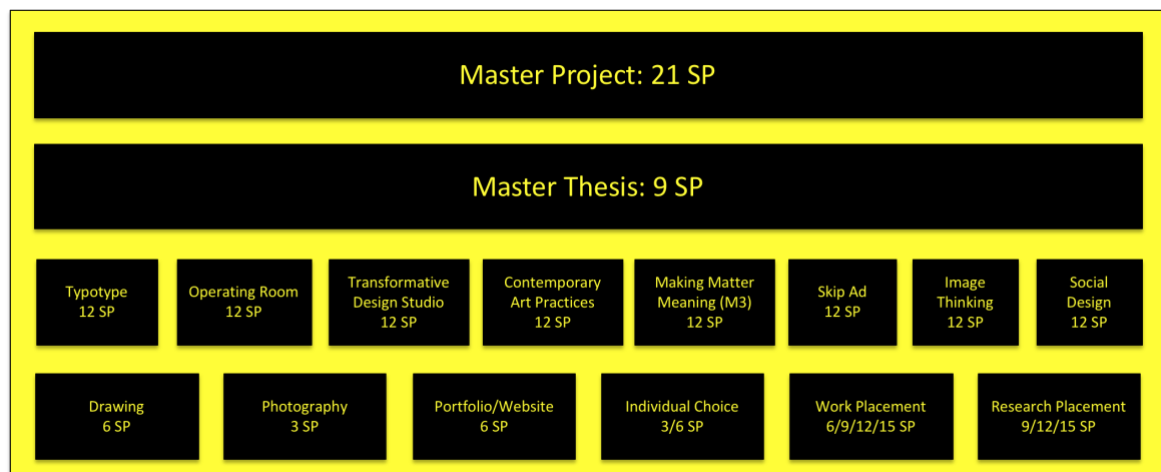 Master Project: 21 SP
Master Thesis: 9 SP
Typotype
12 SP
Operating Room
12 SP
Transformative
Design Studio
12 SP
Contemporary
Art Practices
12 SP
Making Matter
Meaning (M3)
12 SP
Skip Ad
12 SP
Image
Thinking
12 SP
Social
Design
12 SP
Drawing
6 SP
Photography
3 SP
Portfolio/Website
6 SP
Individual Choice
3/6 SP
Work Placement
6/9/12/15 SP
Research Placement
9/12/15 SP